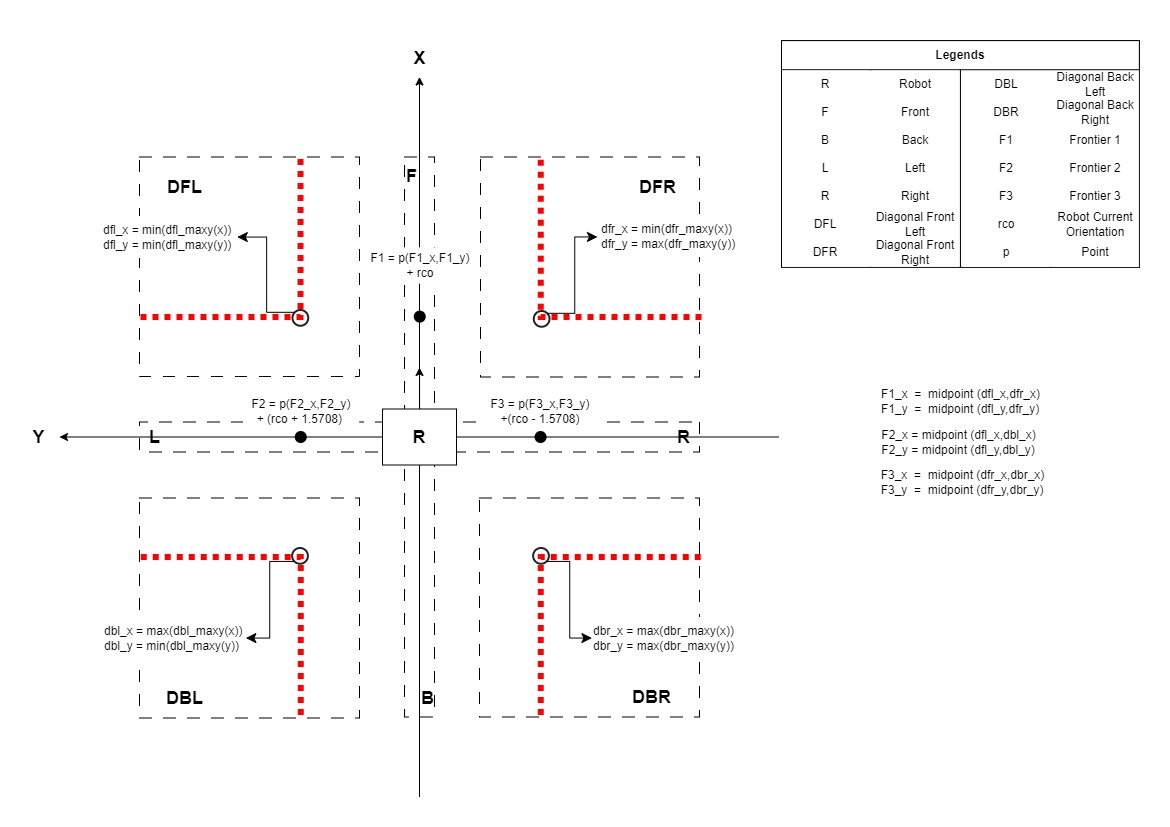 X
Legends
R Robot DBL Diagonal Back
Left
F Front DBR Diagonal Back
Right
B Back F1 Frontier 1
L Left F2 Frontier 2
R Right F3 Frontier 3
DFL Diagonal Front
Left
rco Robot Current
Orientation
DFR Diagonal Front
Right
p Point
DFL
F
DFR
dfl_x = min(dfl_maxy(x))
dfl_y = min(dfl_maxy(y))
dfr_x = min(dfr_maxy(x))
dfr_y = max(dfr_maxy(y))
F1 = p(F1_x,F1_y)
+ rco
F2 = p(F2_x,F2_y)
+ (rco + 1.5708)
F3 = p(F3_x,F3_y)
+(rco - 1.5708)
Y
L
R
R
F1_x = midpoint (dfl_x,dfr_x)
F1_y = midpoint (dfl_y,dfr_y)
F2_x = midpoint (dfl_x,dbl_x)
F2_y = midpoint (dfl_y,dbl_y)
F3_x = midpoint (dfr_x,dbr_x)
F3_y = midpoint (dfr_y,dbr_y)
dbl_x = max(dbl_maxy(x))
dbl_y = min(dbl_maxy(y))
dbr_x = max(dbr_maxy(x))
dbr_y = max(dbr_maxy(y))
DBL
B
DBR